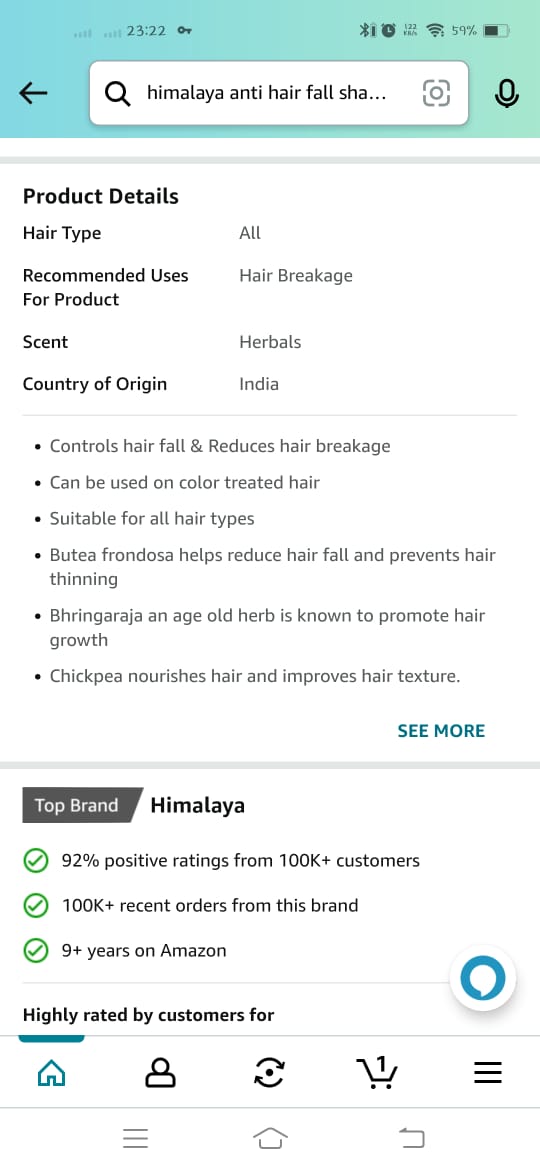 23:22 122 KB/s 59%
himalaya anti hair fall sha...
Product Details
Hair Type All
Recommended Uses Hair Breakage
For Product
Scent Herbals
Country of Origin India
• Controls hair fall & Reduces hair breakage
• Can be used on color treated hair
• Suitable for all hair types
• Butea frondosa helps reduce hair fall and prevents hair
thinning
• Bhringaraja an age old herb is known to promote hair
growth
• Chickpea nourishes hair and improves hair texture.
SEE MORE
Top Brand Himalaya
92% positive ratings from 100K+ customers
100K+ recent orders from this brand
9+ years on Amazon
Highly rated by customers for
1